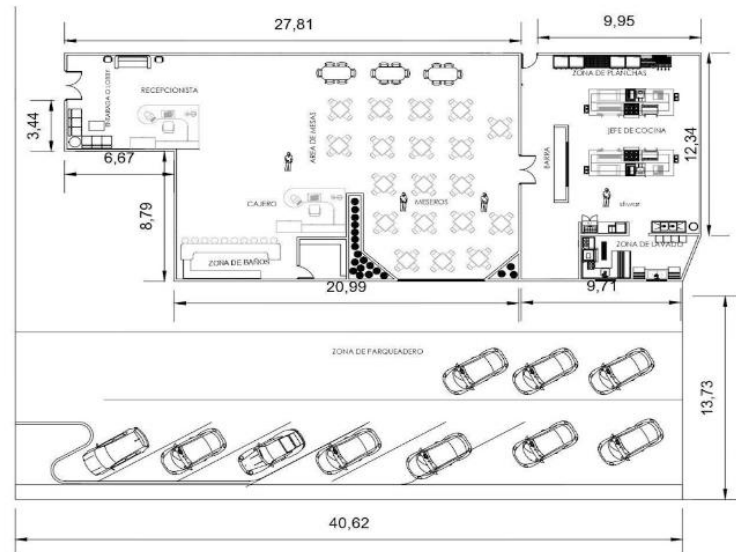 27,81
9,95
ZONA DE PLANCHAS
ENTRADA O LOBBY
RECEPCIONISTA
3,44
AREA DE MESAS
JEFE DE COCINA
12,34
6,67
BARRA
8,79
CAJERO
MESEROS
ZONA DE LAVADO
ZONA DE BAÑOS
20,99
9,71
ZONA DE PARQUEADERO
13,73
40,62